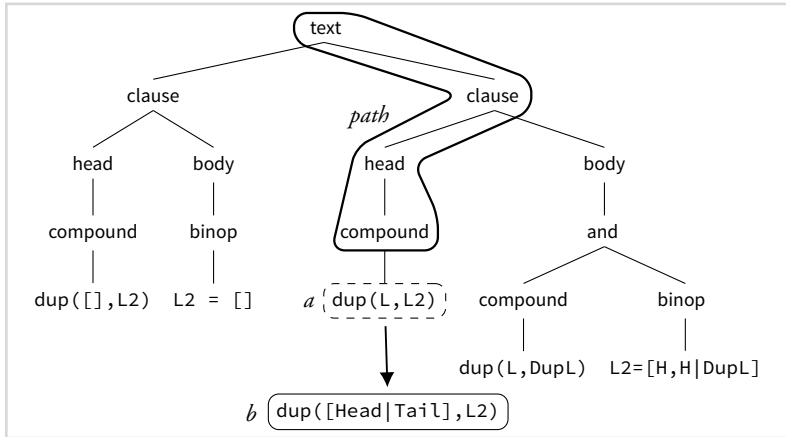 text
clause
path
clause
head
body
head
body
compound
binop
compound
and
dup([],L2)
L2 = []
a
dup(L,L2)
compound
binop
dup(L,DupL)
L2=[H,H|DupL]
b
dup([Head|Tail],L2)